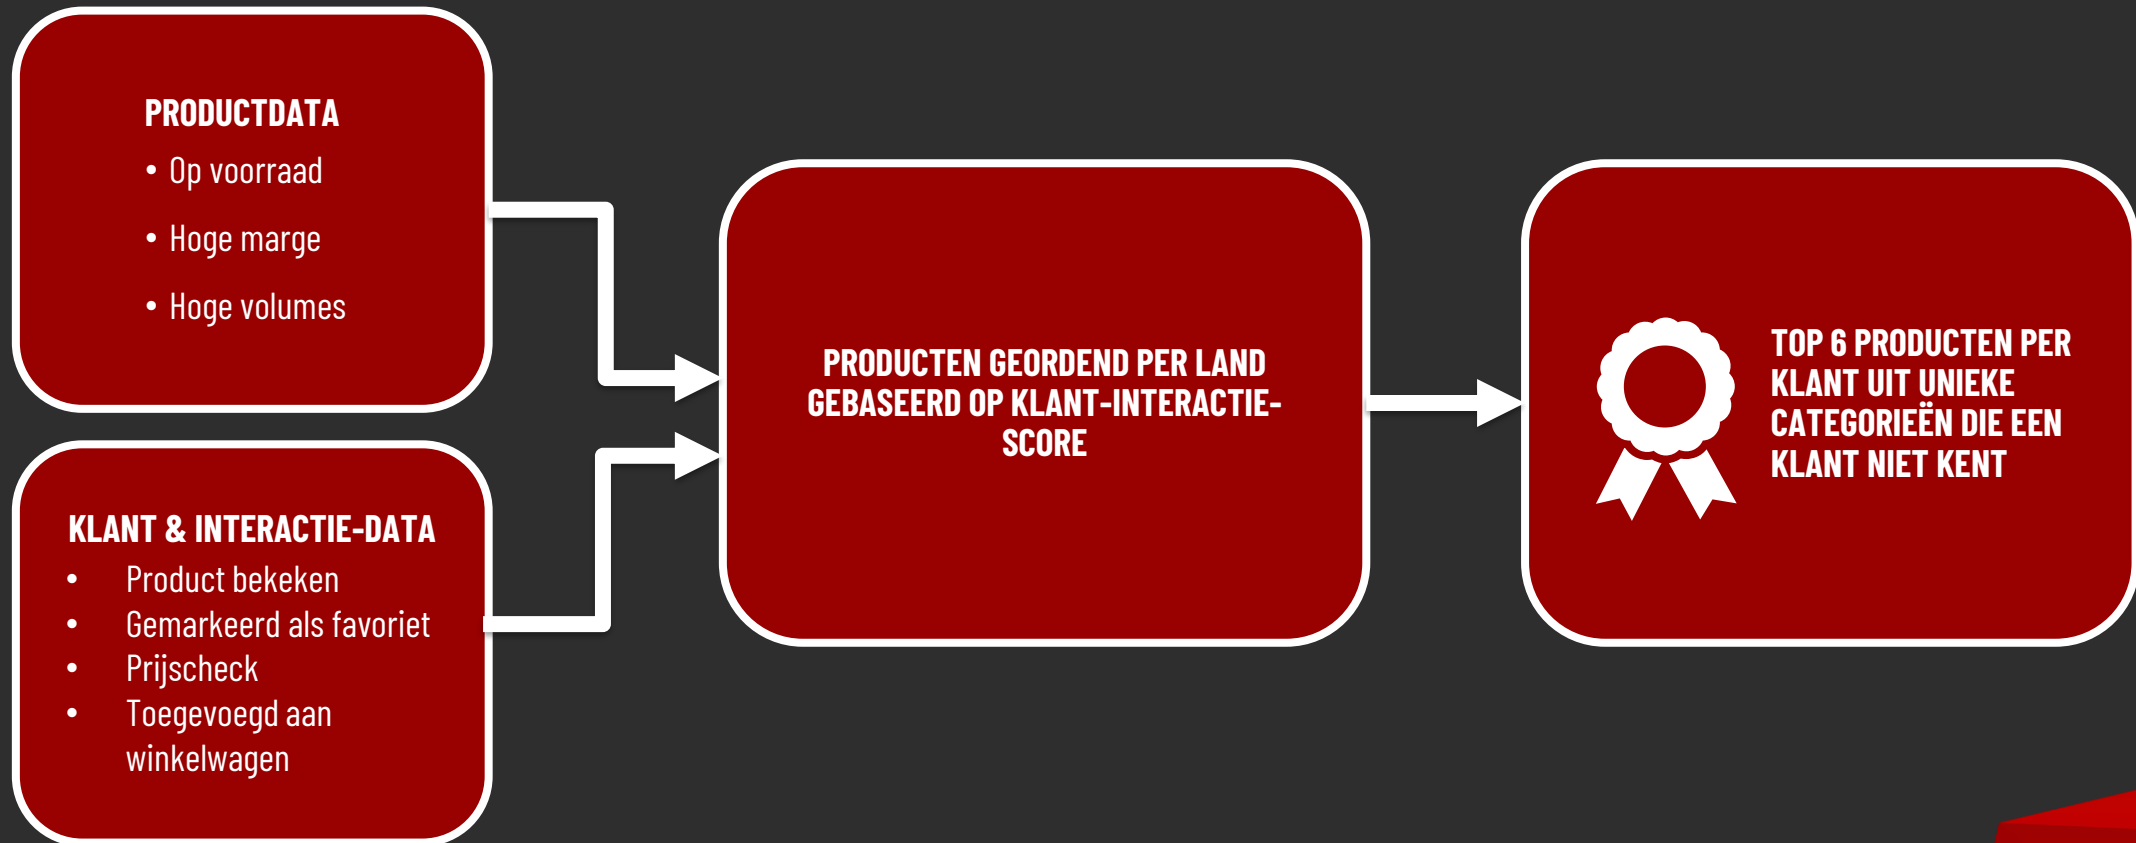 PRODUCTDATA
• Op voorraad
• Hoge marge
• Hoge volumes
KLANT & INTERACTIE-DATA
• Product bekeken
• Gemarkeerd als favoriet
• Prijscheck
• Toegevoegd aan
winkelwagen
PRODUCTEN GEORDEND PER LAND
GEBASEERD OP KLANT-INTERACTIE-
SCORE
TOP 6 PRODUCTEN PER
KLANT UIT UNIEKE
CATEGORIEËN DIE EEN
KLANT NIET KENT